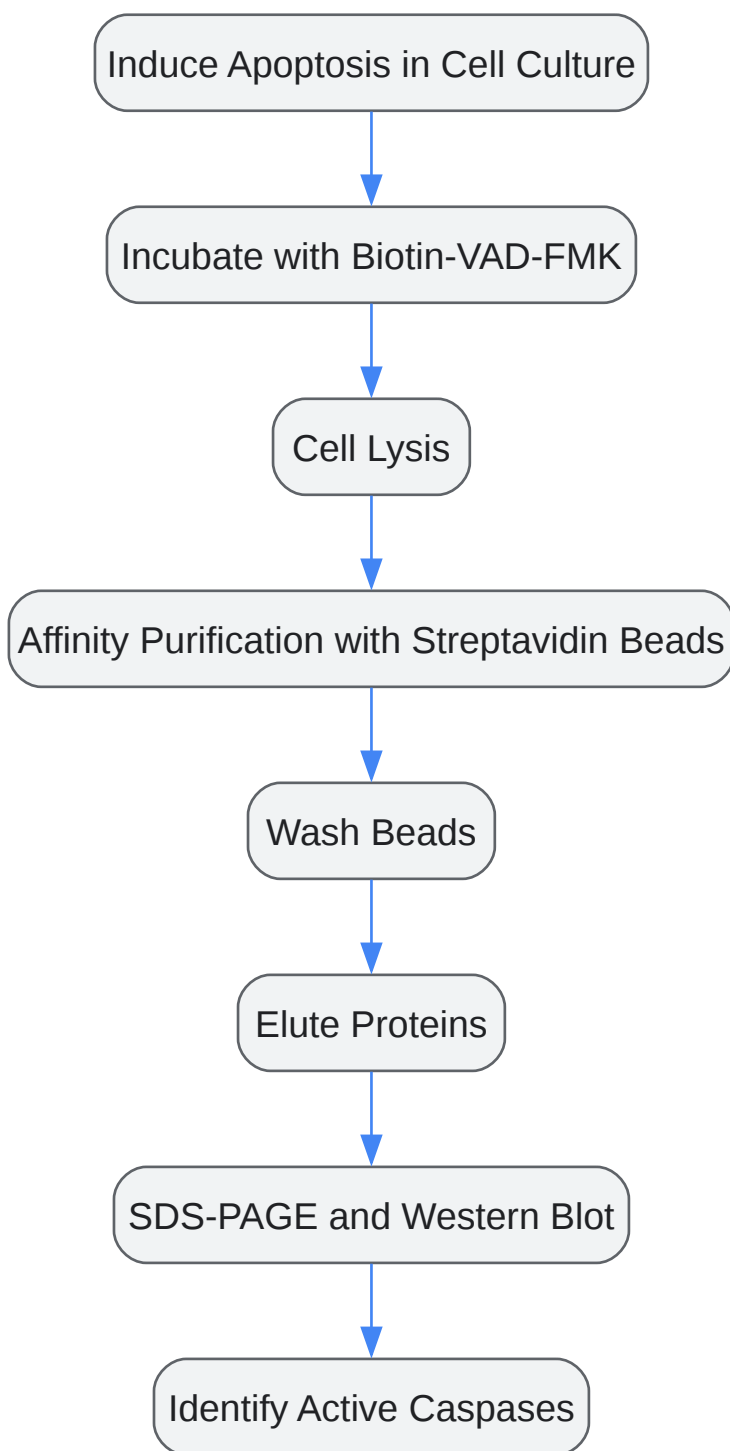 Induce Apoptosis in Cell Culture
Incubate with Biotin-VAD-FMK
Cell Lysis
Affinity Purification with Streptavidin Beads
Wash Beads
Elute Proteins
SDS-PAGE and Western Blot
Identify Active Caspases